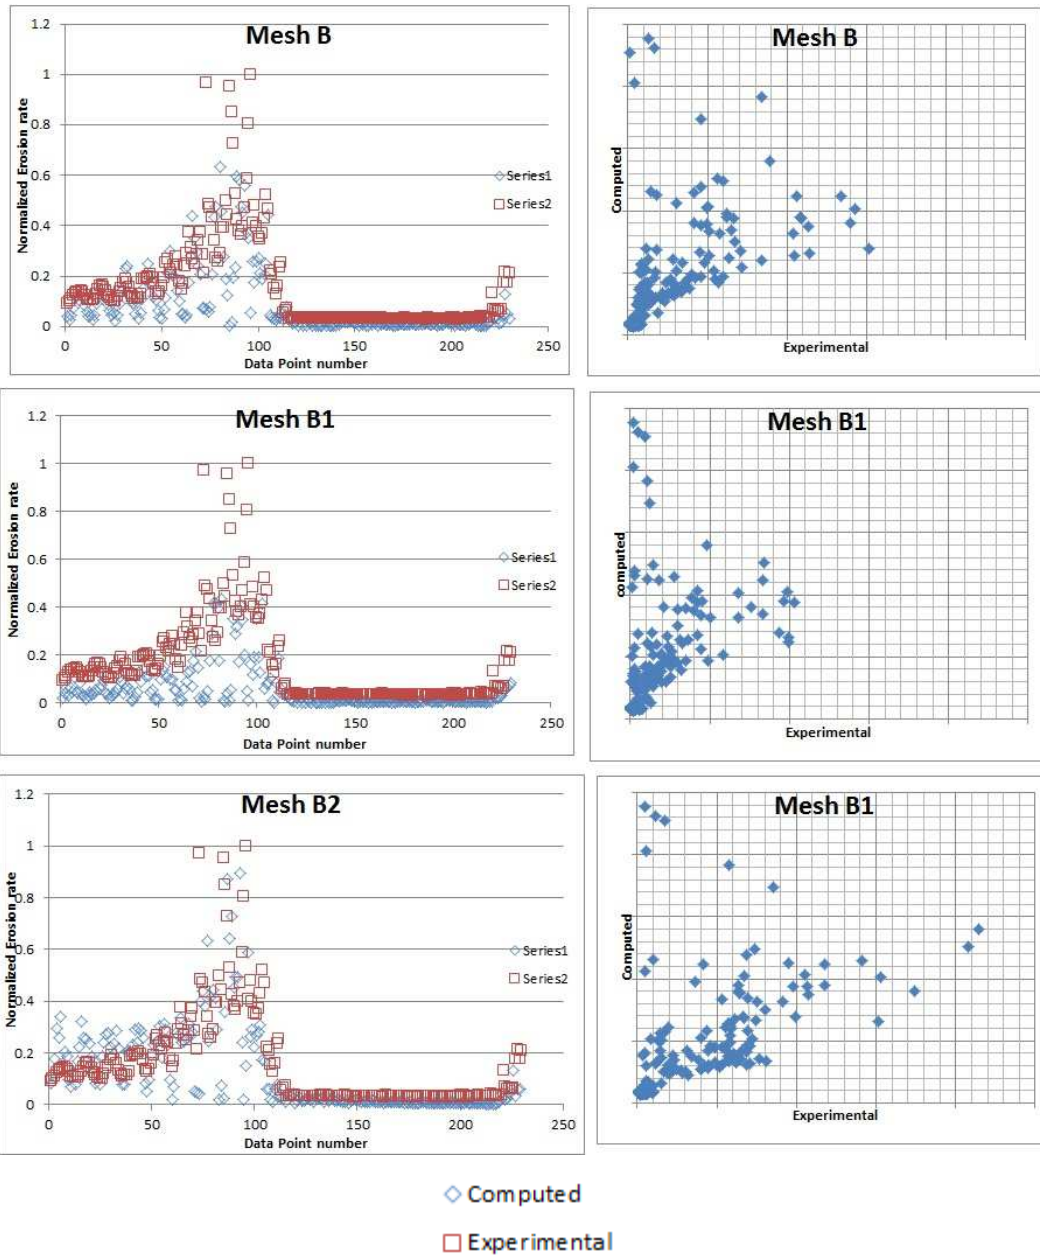 Mesh B
1.2
1
0.8
0.6
0.4
0.2
0
Normalized Erosion rate
Series1
Series2
0 50 100 150 200 250
Data Point number
Mesh B
Computed
Experimental
Mesh B1
1.2
1
0.8
0.6
0.4
0.2
0
Normalized Erosion rate
Series1
Series2
0 50 100 150 200 250
Data Point number
Mesh B1
computed
Experimental
Mesh B2
1.2
1
0.8
0.6
0.4
0.2
0
Normalized Erosion rate
Series1
Series2
0 50 100 150 200 250
Data Point number
Mesh B1
Computed
Experimental
Computed
Experimental